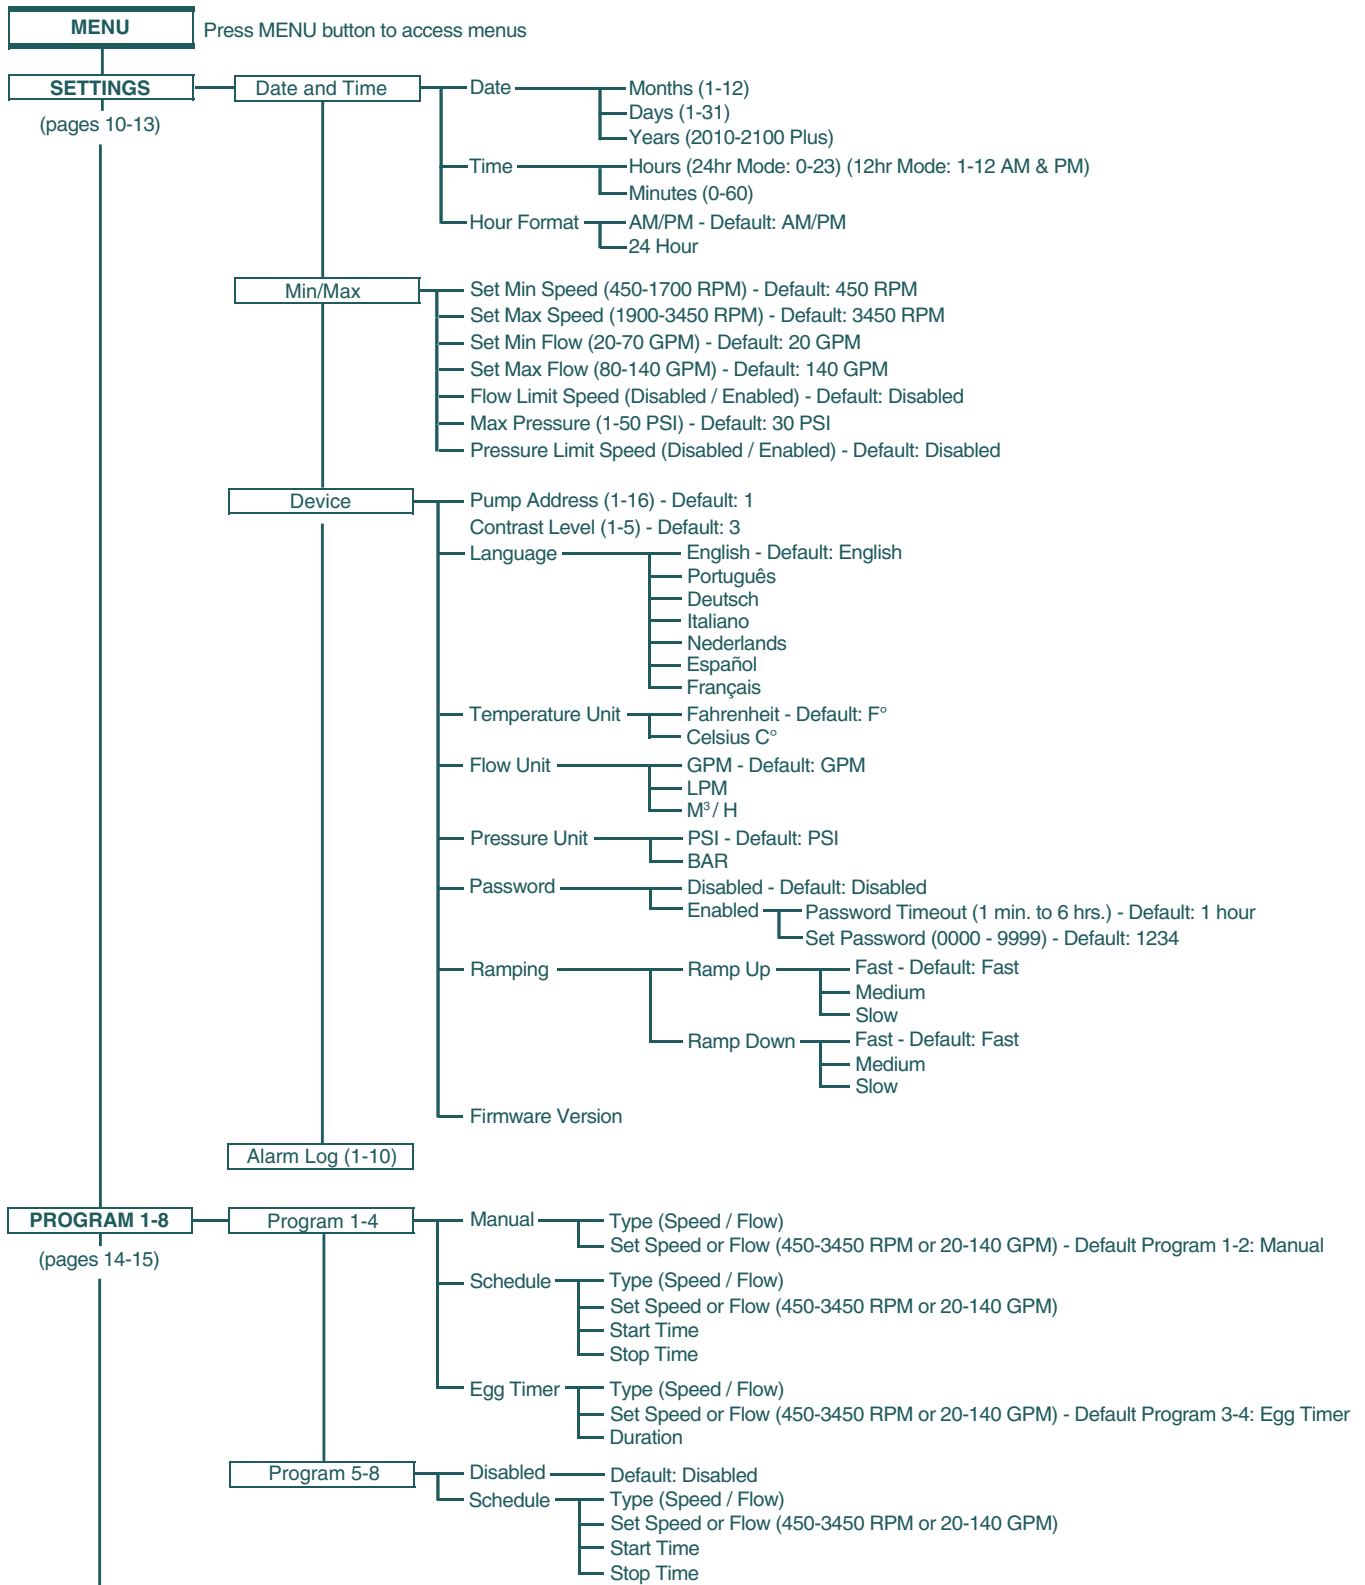 MENU
Press MENU button to access menus
SETTINGS
(pages 10-13)
Date and Time
Date
Months (1-12)
Days (1-31)
Years (2010-2100 Plus)
Time
Hours (24hr Mode: 0-23) (12hr Mode: 1-12 AM & PM)
Minutes (0-60)
Hour Format
AM/PM - Default: AM/PM
24 Hour
Min/Max
Set Min Speed (450-1700 RPM) - Default: 450 RPM
Set Max Speed (1900-3450 RPM) - Default: 3450 RPM
Set Min Flow (20-70 GPM) - Default: 20 GPM
Set Max Flow (80-140 GPM) - Default: 140 GPM
Flow Limit Speed (Disabled / Enabled) - Default: Disabled
Max Pressure (1-50 PSI) - Default: 30 PSI
Pressure Limit Speed (Disabled / Enabled) - Default: Disabled
Device
Pump Address (1-16) - Default: 1
Contrast Level (1-5) - Default: 3
Language
English - Default: English
Português
Deutsch
Italiano
Nederlands
Español
Français
Temperature Unit
Fahrenheit - Default: F°
Celsius C°
Flow Unit
GPM - Default: GPM
LPM
M³ / H
Pressure Unit
PSI - Default: PSI
BAR
Password
Disabled - Default: Disabled
Enabled
Password Timeout (1 min. to 6 hrs.) - Default: 1 hour
Set Password (0000 - 9999) - Default: 1234
Ramping
Ramp Up
Fast - Default: Fast
Medium
Slow
Ramp Down
Fast - Default: Fast
Medium
Slow
Firmware Version
Alarm Log (1-10)
PROGRAM 1-8
(pages 14-15)
Program 1-4
Manual
Type (Speed / Flow)
Set Speed or Flow (450-3450 RPM or 20-140 GPM) - Default Program 1-2: Manual
Schedule
Type (Speed / Flow)
Set Speed or Flow (450-3450 RPM or 20-140 GPM)
Start Time
Stop Time
Egg Timer
Type (Speed / Flow)
Set Speed or Flow (450-3450 RPM or 20-140 GPM) - Default Program 3-4: Egg Timer
Duration
Program 5-8
Disabled
Default: Disabled
Schedule
Type (Speed / Flow)
Set Speed or Flow (450-3450 RPM or 20-140 GPM)
Start Time
Stop Time